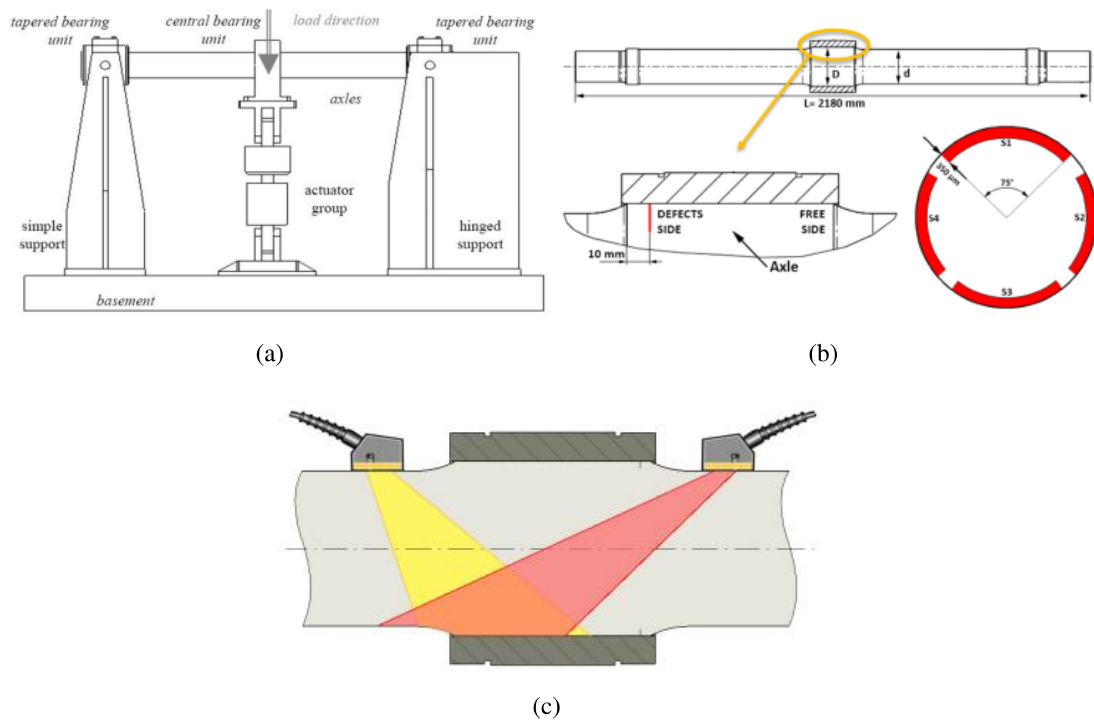 tapered bearing
unit
central bearing
unit
load direction
tapered bearing
unit
axles
actuator
group
simple
support
hinged
support
basement
(a)
D
d
L= 2180 mm
DEFECTS
SIDE
FREE
SIDE
10 mm
Axle
350 µm
S1
75°
S4
S2
S3
(b)
(c)